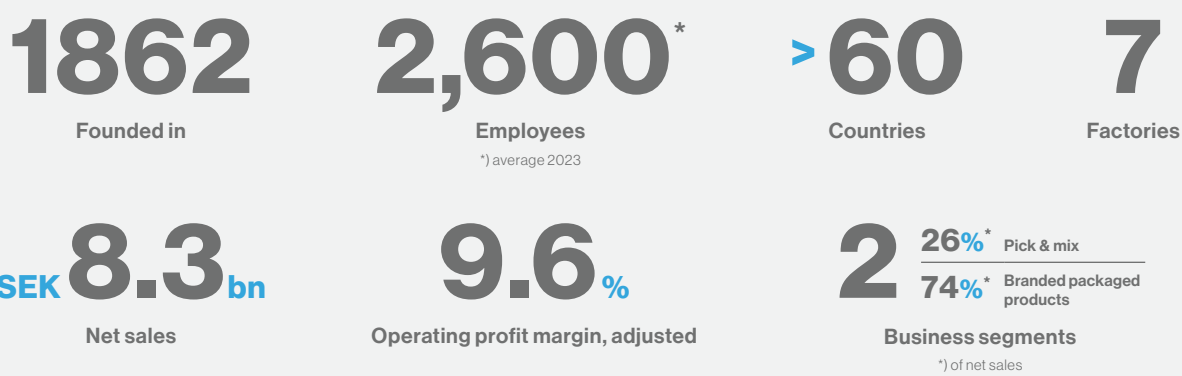 1862
Founded in
2,600*
Employees
*) average 2023
>60
Countries
7
Factories
SEK 8.3 bn
Net sales
9.6 %
Operating profit margin, adjusted
2
26%* Pick & mix
74%* Branded packaged
products
Business segments
*) of net sales